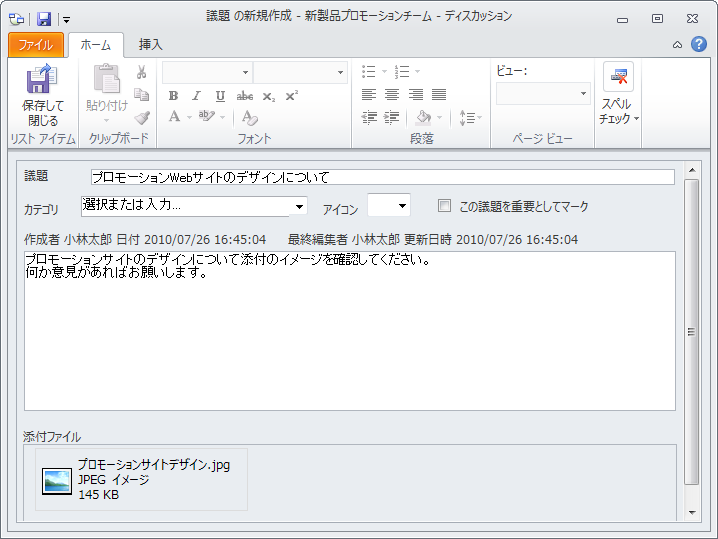 議題 の新規作成 - 新製品プロモーションチーム - ディスカッション
ファイル ホーム 挿入
保存して
閉じる
貼り付け
B I U abc x₂ x²
A ab A
ビュー:
スペル
チェック
リスト アイテム クリップボード フォント 段落 ページ ビュー
議題 プロモーションWebサイトのデザインについて
カテゴリ 選択または入力... アイコン この議題を重要としてマーク
作成者 小林太郎 日付 2010/07/26 16:45:04 最終編集者 小林太郎 更新日時 2010/07/26 16:45:04
プロモーションサイトのデザインについて添付のイメージを確認してください。
何か意見があればお願いします。
添付ファイル
プロモーションサイトデザイン.jpg
JPEG イメージ
145 KB